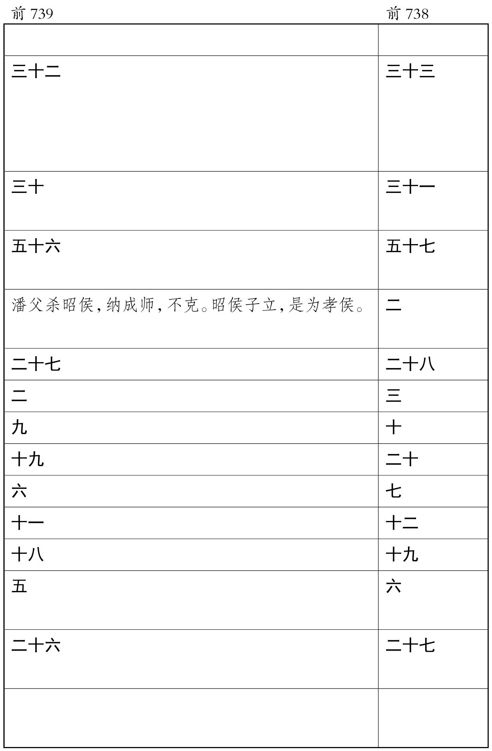 前 739 前 738
三十二 三十三
三十 三十一
五十六 五十七
潘父杀昭侯，纳成师，不克。昭侯子立，是为孝侯。 二
二十七 二十八
二 三
九 十
十九 二十
六 七
十一 十二
十八 十九
五 六
二十六 二十七